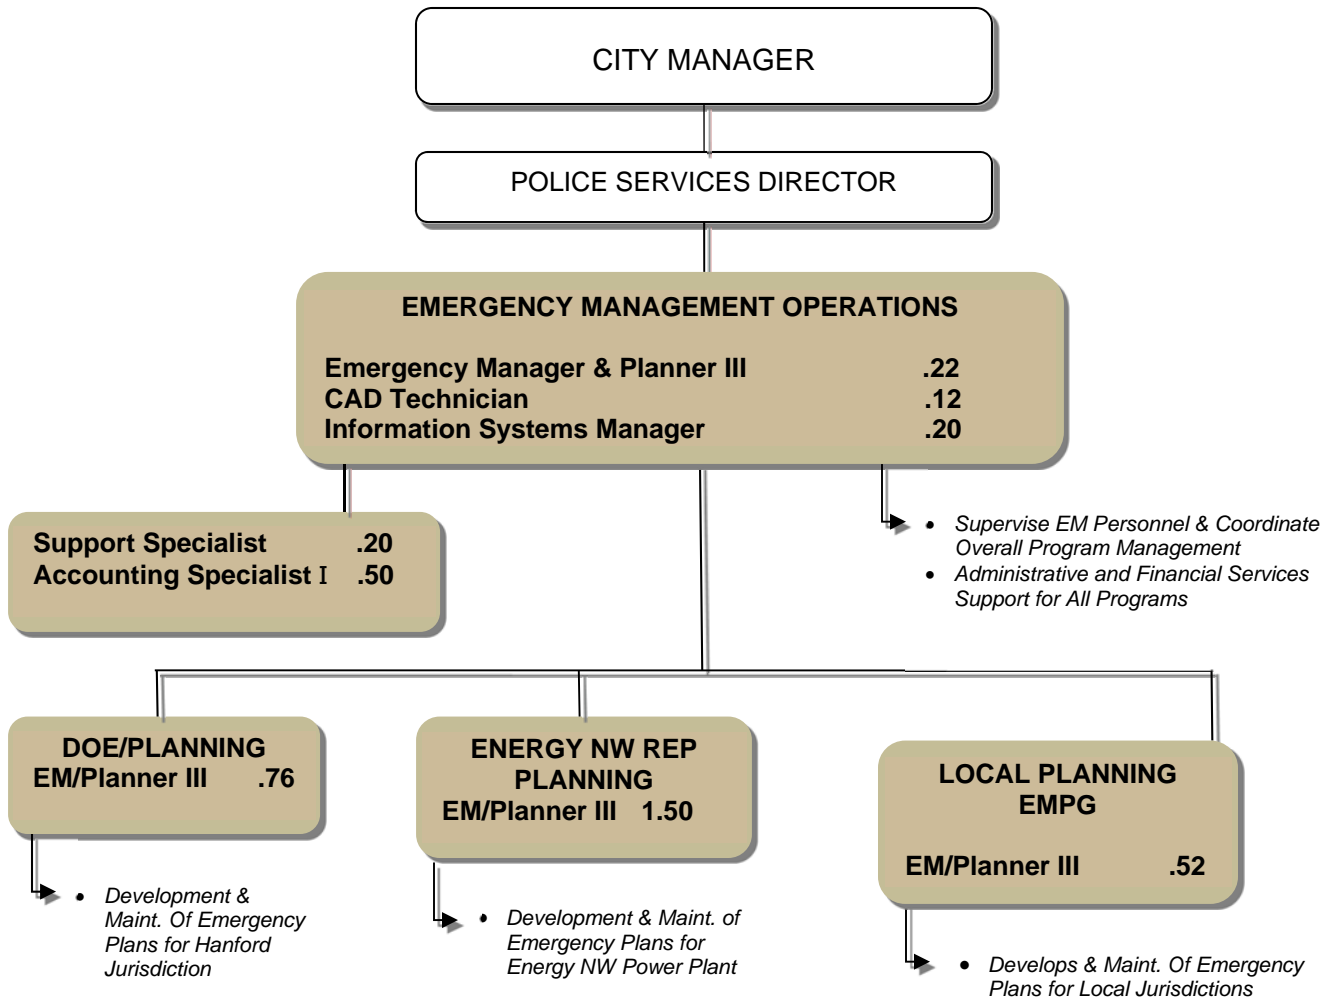 CITY MANAGER
POLICE SERVICES DIRECTOR
EMERGENCY MANAGEMENT OPERATIONS
Emergency Manager & Planner III .22
CAD Technician .12
Information Systems Manager .20
Support Specialist .20
Accounting Specialist I .50
• Supervise EM Personnel & Coordinate
Overall Program Management
• Administrative and Financial Services
Support for All Programs
DOE/PLANNING
EM/Planner III .76
• Development &
Maint. Of Emergency
Plans for Hanford
Jurisdiction
ENERGY NW REP
PLANNING
EM/Planner III 1.50
• Development & Maint. of
Emergency Plans for
Energy NW Power Plant
LOCAL PLANNING
EMPG
EM/Planner III .52
• Develops & Maint. Of Emergency
Plans for Local Jurisdictions